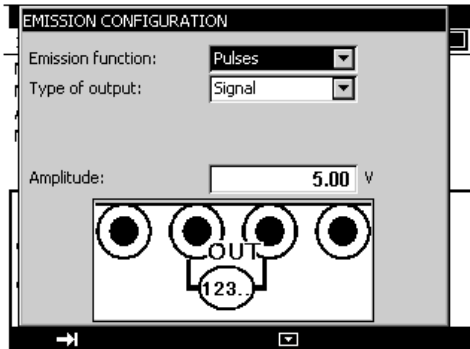 EMISSION CONFIGURATION
Emission function: Pulses
Type of output: Signal
Amplitude: 5.00 V
OUT
123..